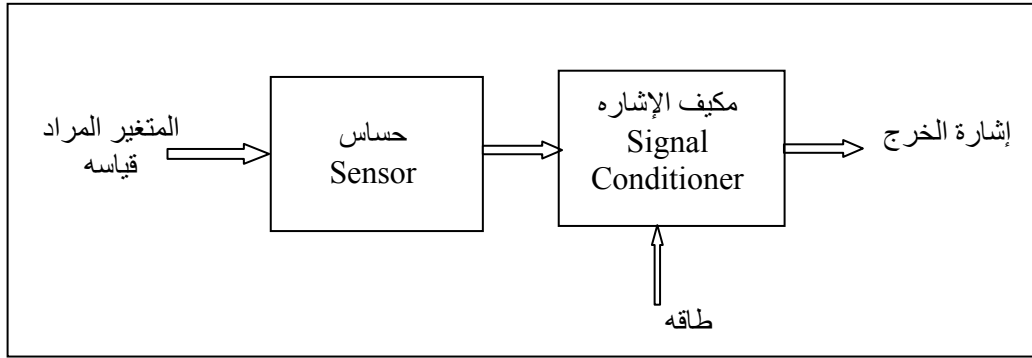 المتغير المراد
قياسه
حساس
Sensor
مكيف الإشاره
Signal
Conditioner
إشارة الخرج
طاقه